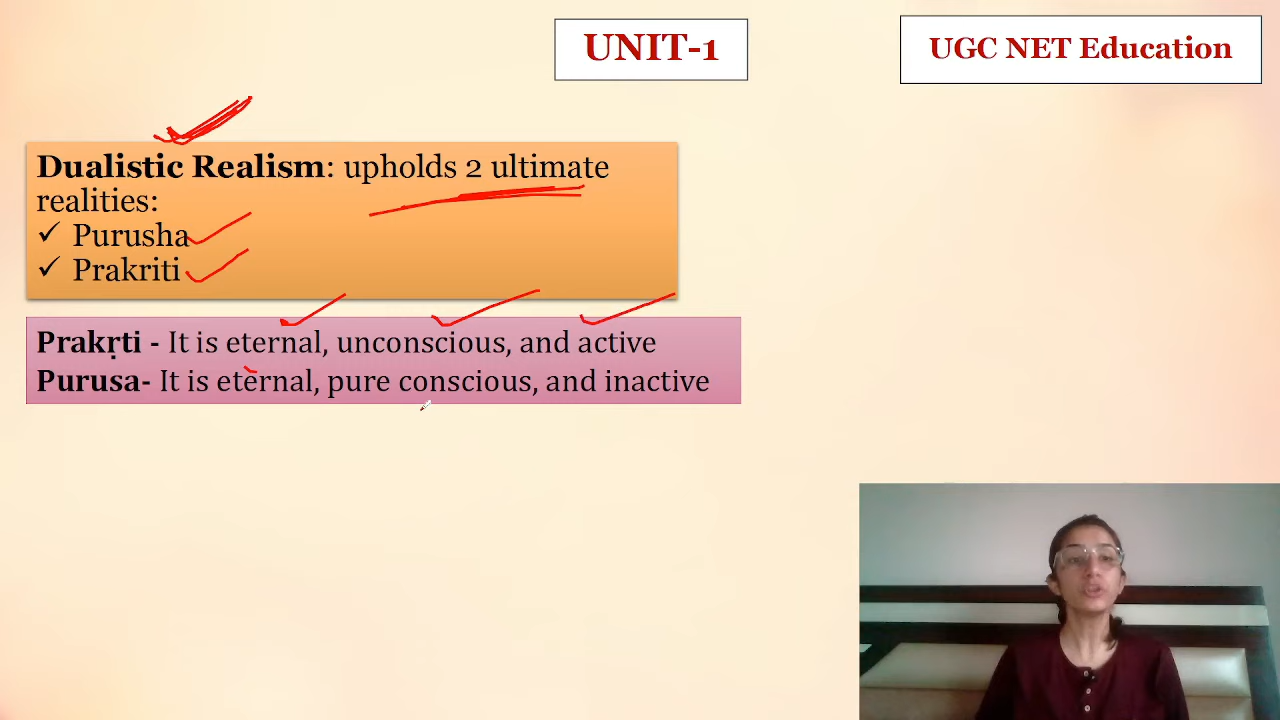 UNIT-1
UGC NET Education
Dualistic Realism: upholds 2 ultimate
realities:
✓ Purusha
✓ Prakriti
Prakṛti - It is eternal, unconscious, and active
Purusa- It is eternal, pure conscious, and inactive